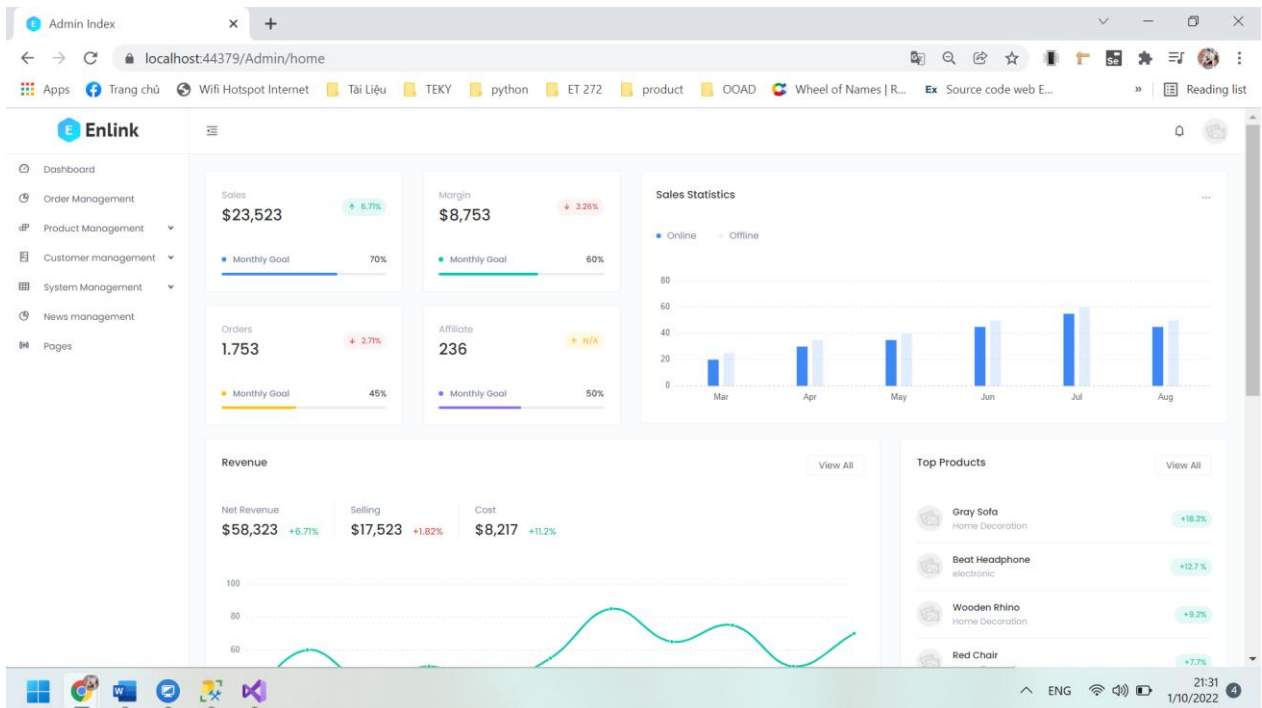 Admin Index
localhost:44379/Admin/home
Apps
Trang chủ
Wifi Hotspot Internet
Tài Liệu
TEKY
python
ET 272
product
OOAD
Wheel of Names | R...
Ex Source code web E...
»
Reading list
Enlink
Dashboard
Order Management
Product Management
Customer management
System Management
News management
Pages
Sales
$23,523
6.71%
Monthly Goal 70%
Margin
$8,753
3.26%
Monthly Goal 60%
Orders
1.753
2.71%
Monthly Goal 45%
Affiliate
236
N/A
Monthly Goal 50%
Sales Statistics
...
Online Offline
80
60
40
20
0
Mar Apr May Jun Jul Aug
Revenue
View All
Net Revenue
$58,323 +6.71%
Selling
$17,523 +1.82%
Cost
$8,217 +11.2%
100
80
60
Top Products
View All
Gray Sofa
Home Decoration
+18.3%
Beat Headphone
electronic
+12.7 %
Wooden Rhino
Home Decoration
+9.2%
Red Chair
+7.7%
ENG
21:31
1/10/2022
4